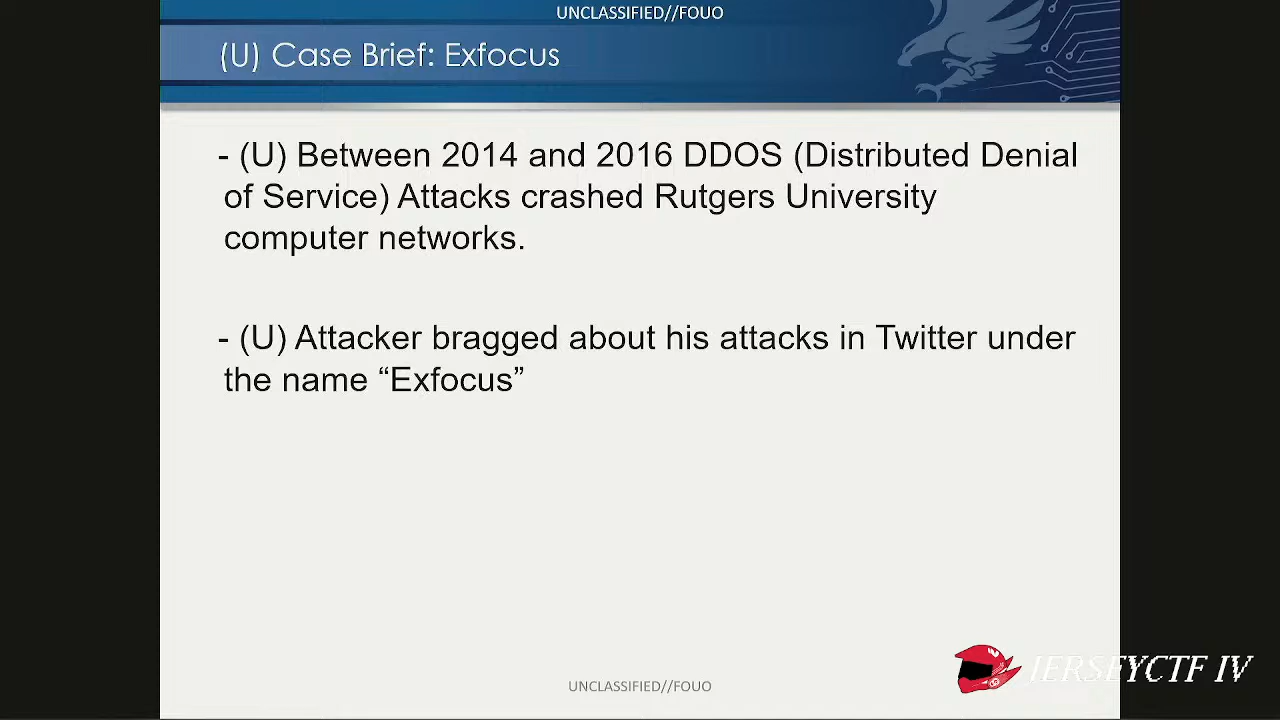 UNCLASSIFIED//FOUO
(U) Case Brief: Exfocus
- (U) Between 2014 and 2016 DDOS (Distributed Denial
of Service) Attacks crashed Rutgers University
computer networks.
- (U) Attacker bragged about his attacks in Twitter under
the name “Exfocus”
JERSEYCTF IV
UNCLASSIFIED//FOUO